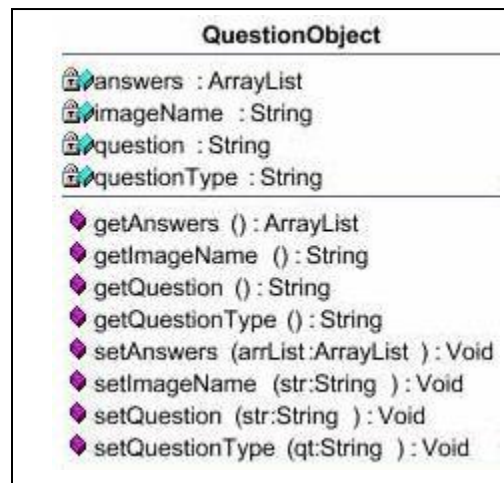 QuestionObject
answers : ArrayList
imageName : String
question : String
questionType : String
getAnswers () : ArrayList
getImageName () : String
getQuestion () : String
getQuestionType () : String
setAnswers (arrList:ArrayList ) : Void
setImageName (str:String ) : Void
setQuestion (str:String ) : Void
setQuestionType (qt:String ) : Void